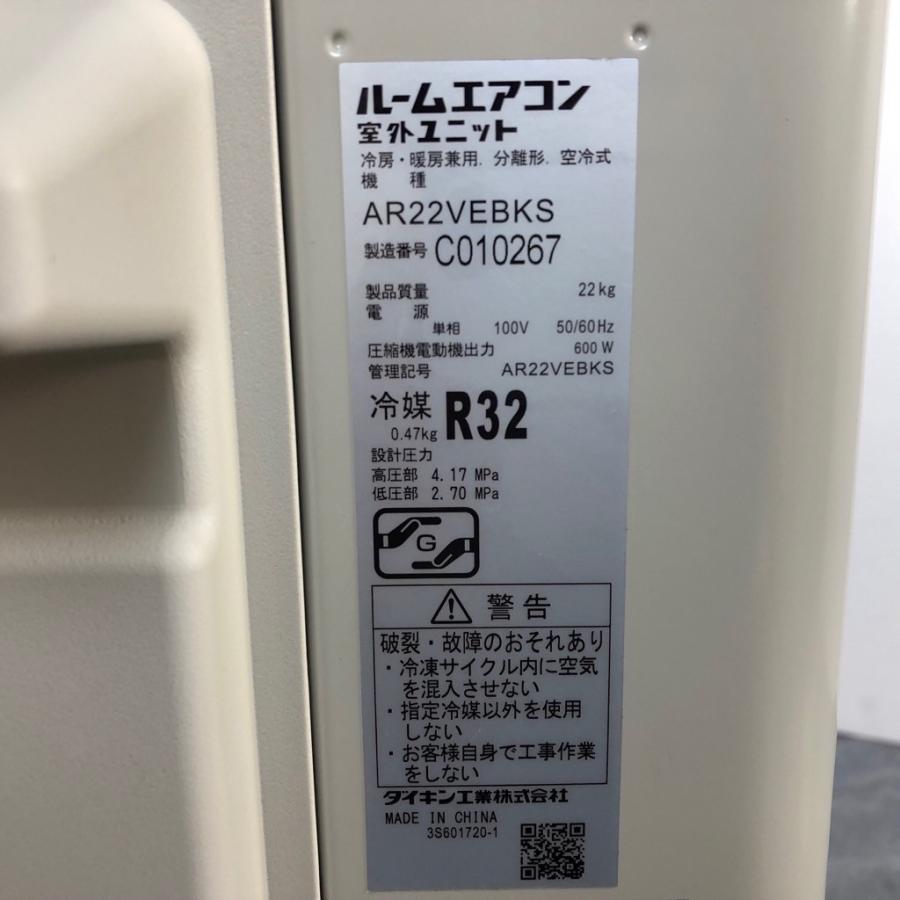 ルームエアコン
室外ユニット
冷房・暖房兼用. 分離形. 空冷式
機 種
AR22VEBKS
製造番号 C010267
製品質量 22kg
電 源
単相 100V 50/60Hz
圧縮機電動機出力 600 W
管理記号 AR22VEBKS
冷媒 R32
0.47kg
設計圧力
高圧部 4.17 MPa
低圧部 2.70 MPa
G
警告
破裂・故障のおそれあり
・冷凍サイクル内に空気
を混入させない
・指定冷媒以外を使用
しない
・お客様自身で工事作業
をしない
ダイキン工業株式会社
MADE IN CHINA
3S601720-1